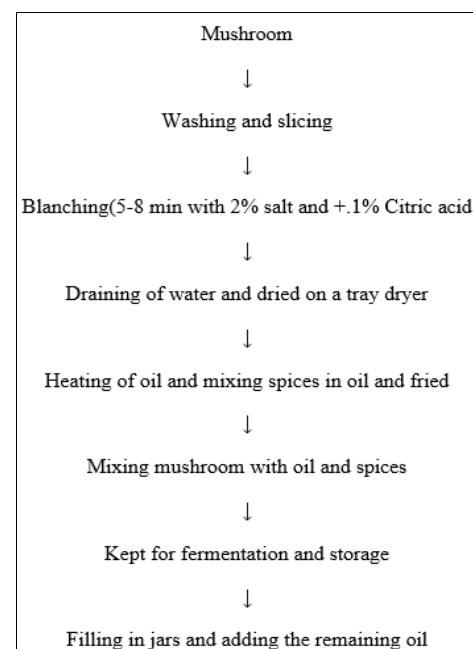 Mushroom
↓
Washing and slicing
↓
Blanching(5-8 min with 2% salt and +.1% Citric acid
↓
Draining of water and dried on a tray dryer
↓
Heating of oil and mixing spices in oil and fried
↓
Mixing mushroom with oil and spices
↓
Kept for fermentation and storage
↓
Filling in jars and adding the remaining oil